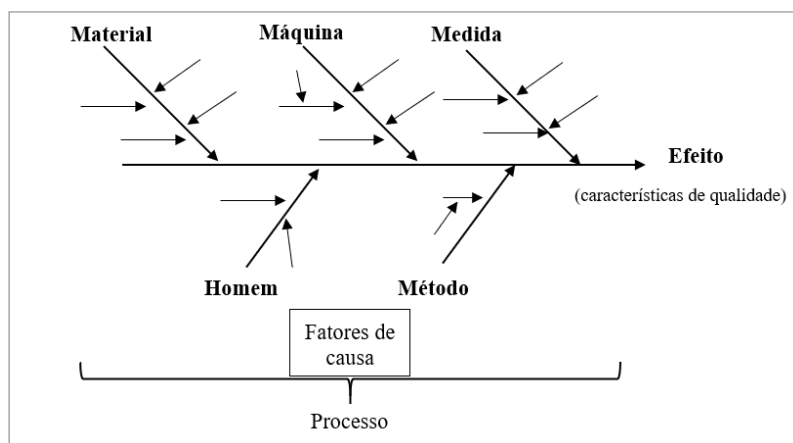 Material
Máquina
Medida
Efeito
(características de qualidade)
Homem
Método
Fatores de
causa
Processo